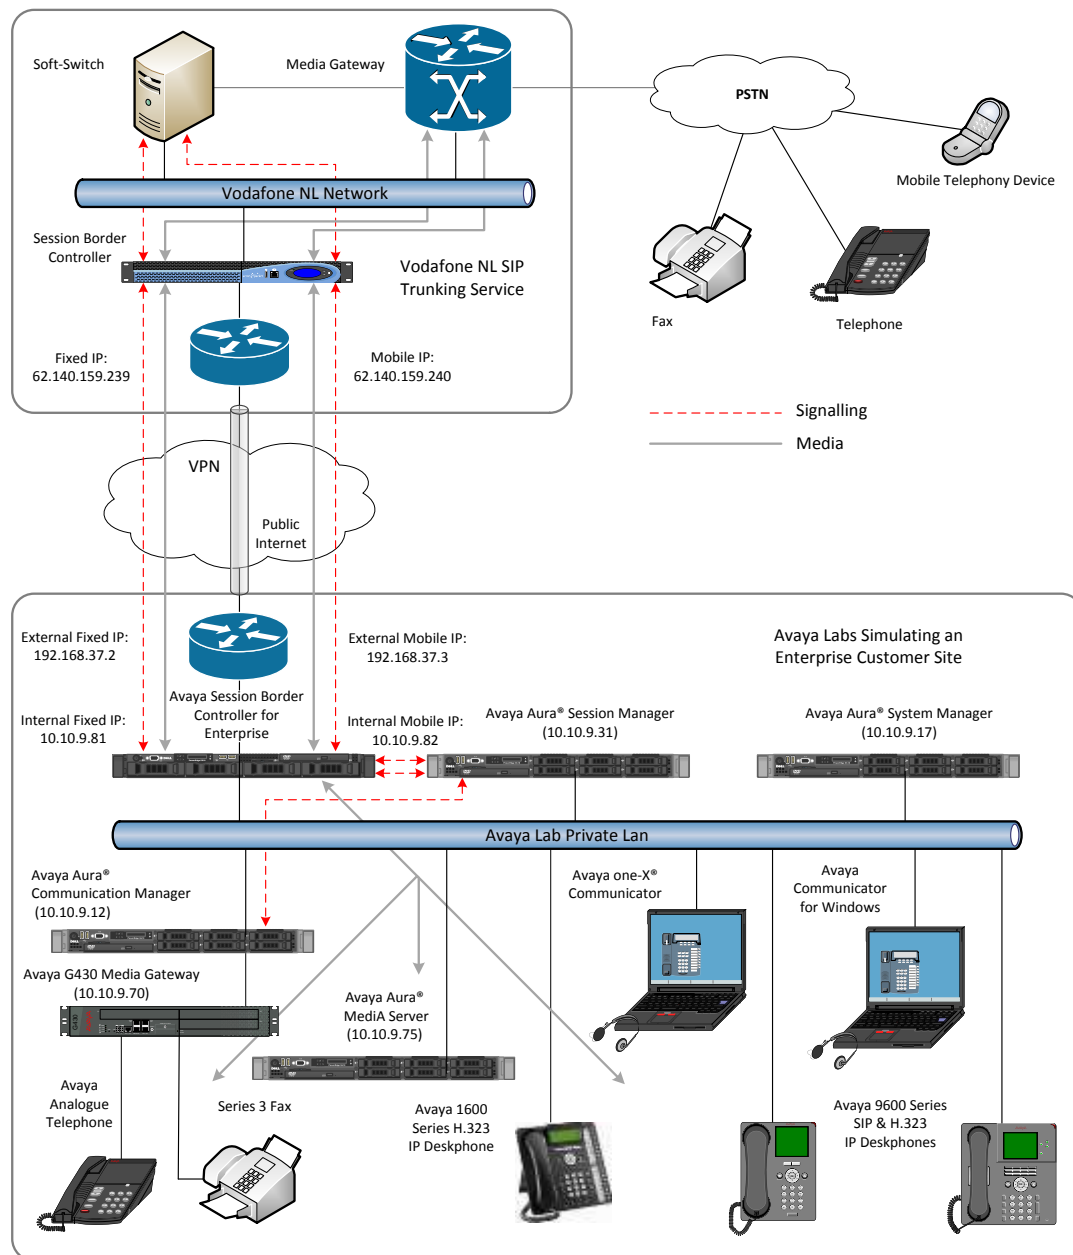 Soft-Switch
Media Gateway
PSTN
Mobile Telephony Device
Vodafone NL Network
Session Border
Controller
Vodafone NL SIP
Trunking Service
Fax
Telephone
Fixed IP:
62.140.159.239
Mobile IP:
62.140.159.240
Signalling
Media
VPN
Public
Internet
External Fixed IP:
192.168.37.2
External Mobile IP:
192.168.37.3
Avaya Labs Simulating an
Enterprise Customer Site
Avaya Session Border
Controller for
Enterprise
Internal Fixed IP:
10.10.9.81
Internal Mobile IP:
10.10.9.82
Avaya Aura® Session Manager
(10.10.9.31)
Avaya Aura® System Manager
(10.10.9.17)
Avaya Lab Private Lan
Avaya Aura®
Communication Manager
(10.10.9.12)
Avaya one-X®
Communicator
Avaya
Communicator
for Windows
Avaya G430 Media Gateway
(10.10.9.70)
G430
Avaya Aura®
MediA Server
(10.10.9.75)
Avaya
Analogue
Telephone
Series 3 Fax
Avaya 1600
Series H.323
IP Deskphone
Avaya 9600 Series
SIP & H.323
IP Deskphones